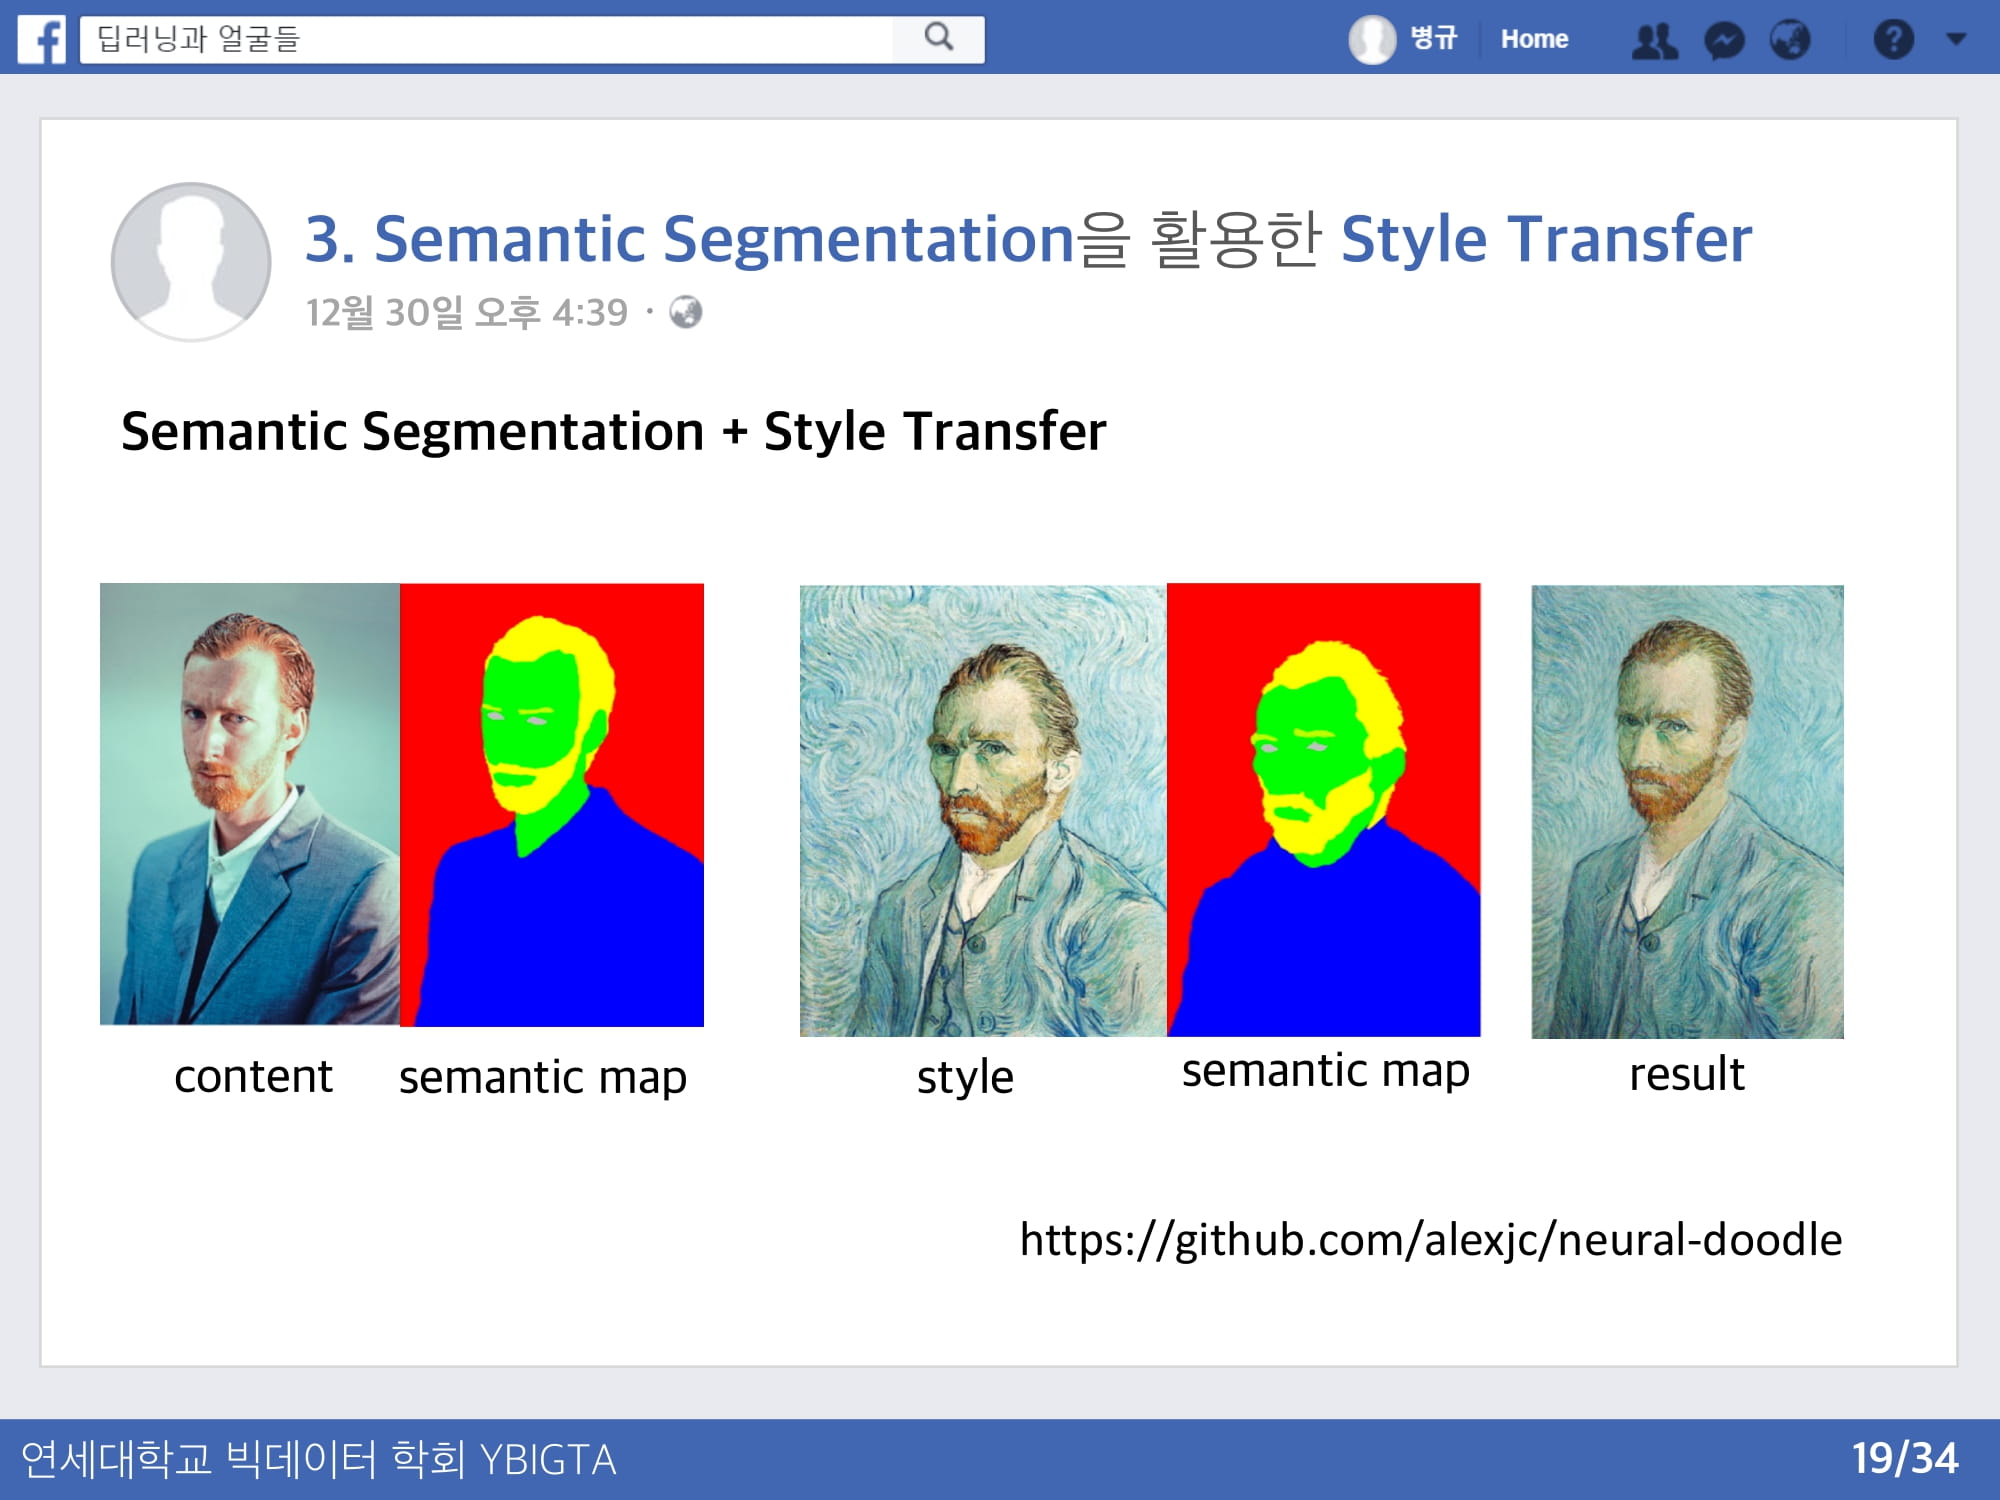 f
딥러닝과 얼굴들
병규
Home
?
3. Semantic Segmentation을 활용한 Style Transfer
12월 30일 오후 4:39 ·
Semantic Segmentation + Style Transfer
content
semantic map
style
semantic map
result
https://github.com/alexjc/neural-doodle
연세대학교 빅데이터 학회 YBIGTA
19/34